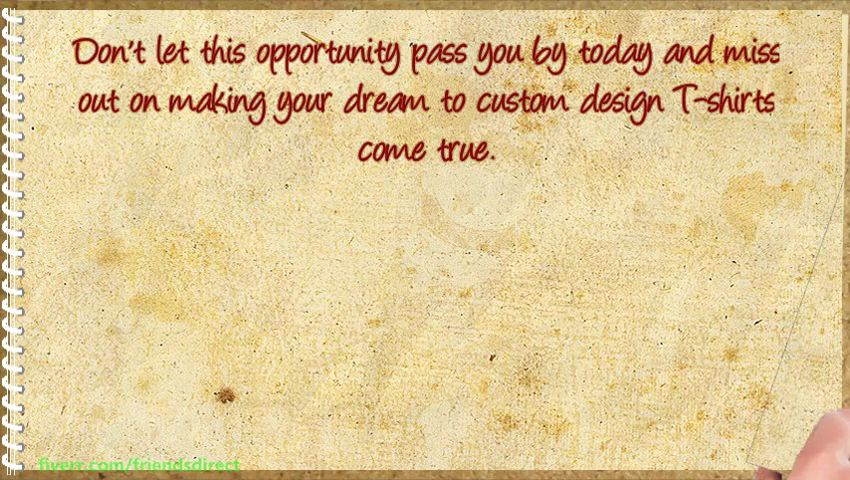 Don't let this opportunity pass you by today and miss
out on making your dream to custom design T-shirts
come true.
fiverr.com/friendsdirect